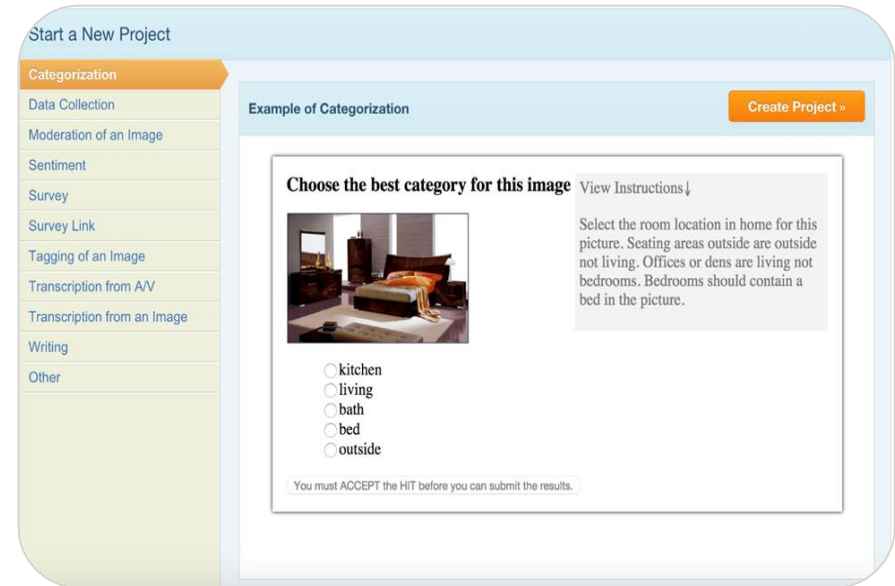 Start a New Project
Categorization
Data Collection
Moderation of an Image
Sentiment
Survey
Survey Link
Tagging of an Image
Transcription from A/V
Transcription from an Image
Writing
Other
Example of Categorization
Create Project »
Choose the best category for this image
View Instructions↓
Select the room location in home for this
picture. Seating areas outside are outside
not living. Offices or dens are living not
bedrooms. Bedrooms should contain a
bed in the picture.
kitchen
living
bath
bed
outside
You must ACCEPT the HIT before you can submit the results.